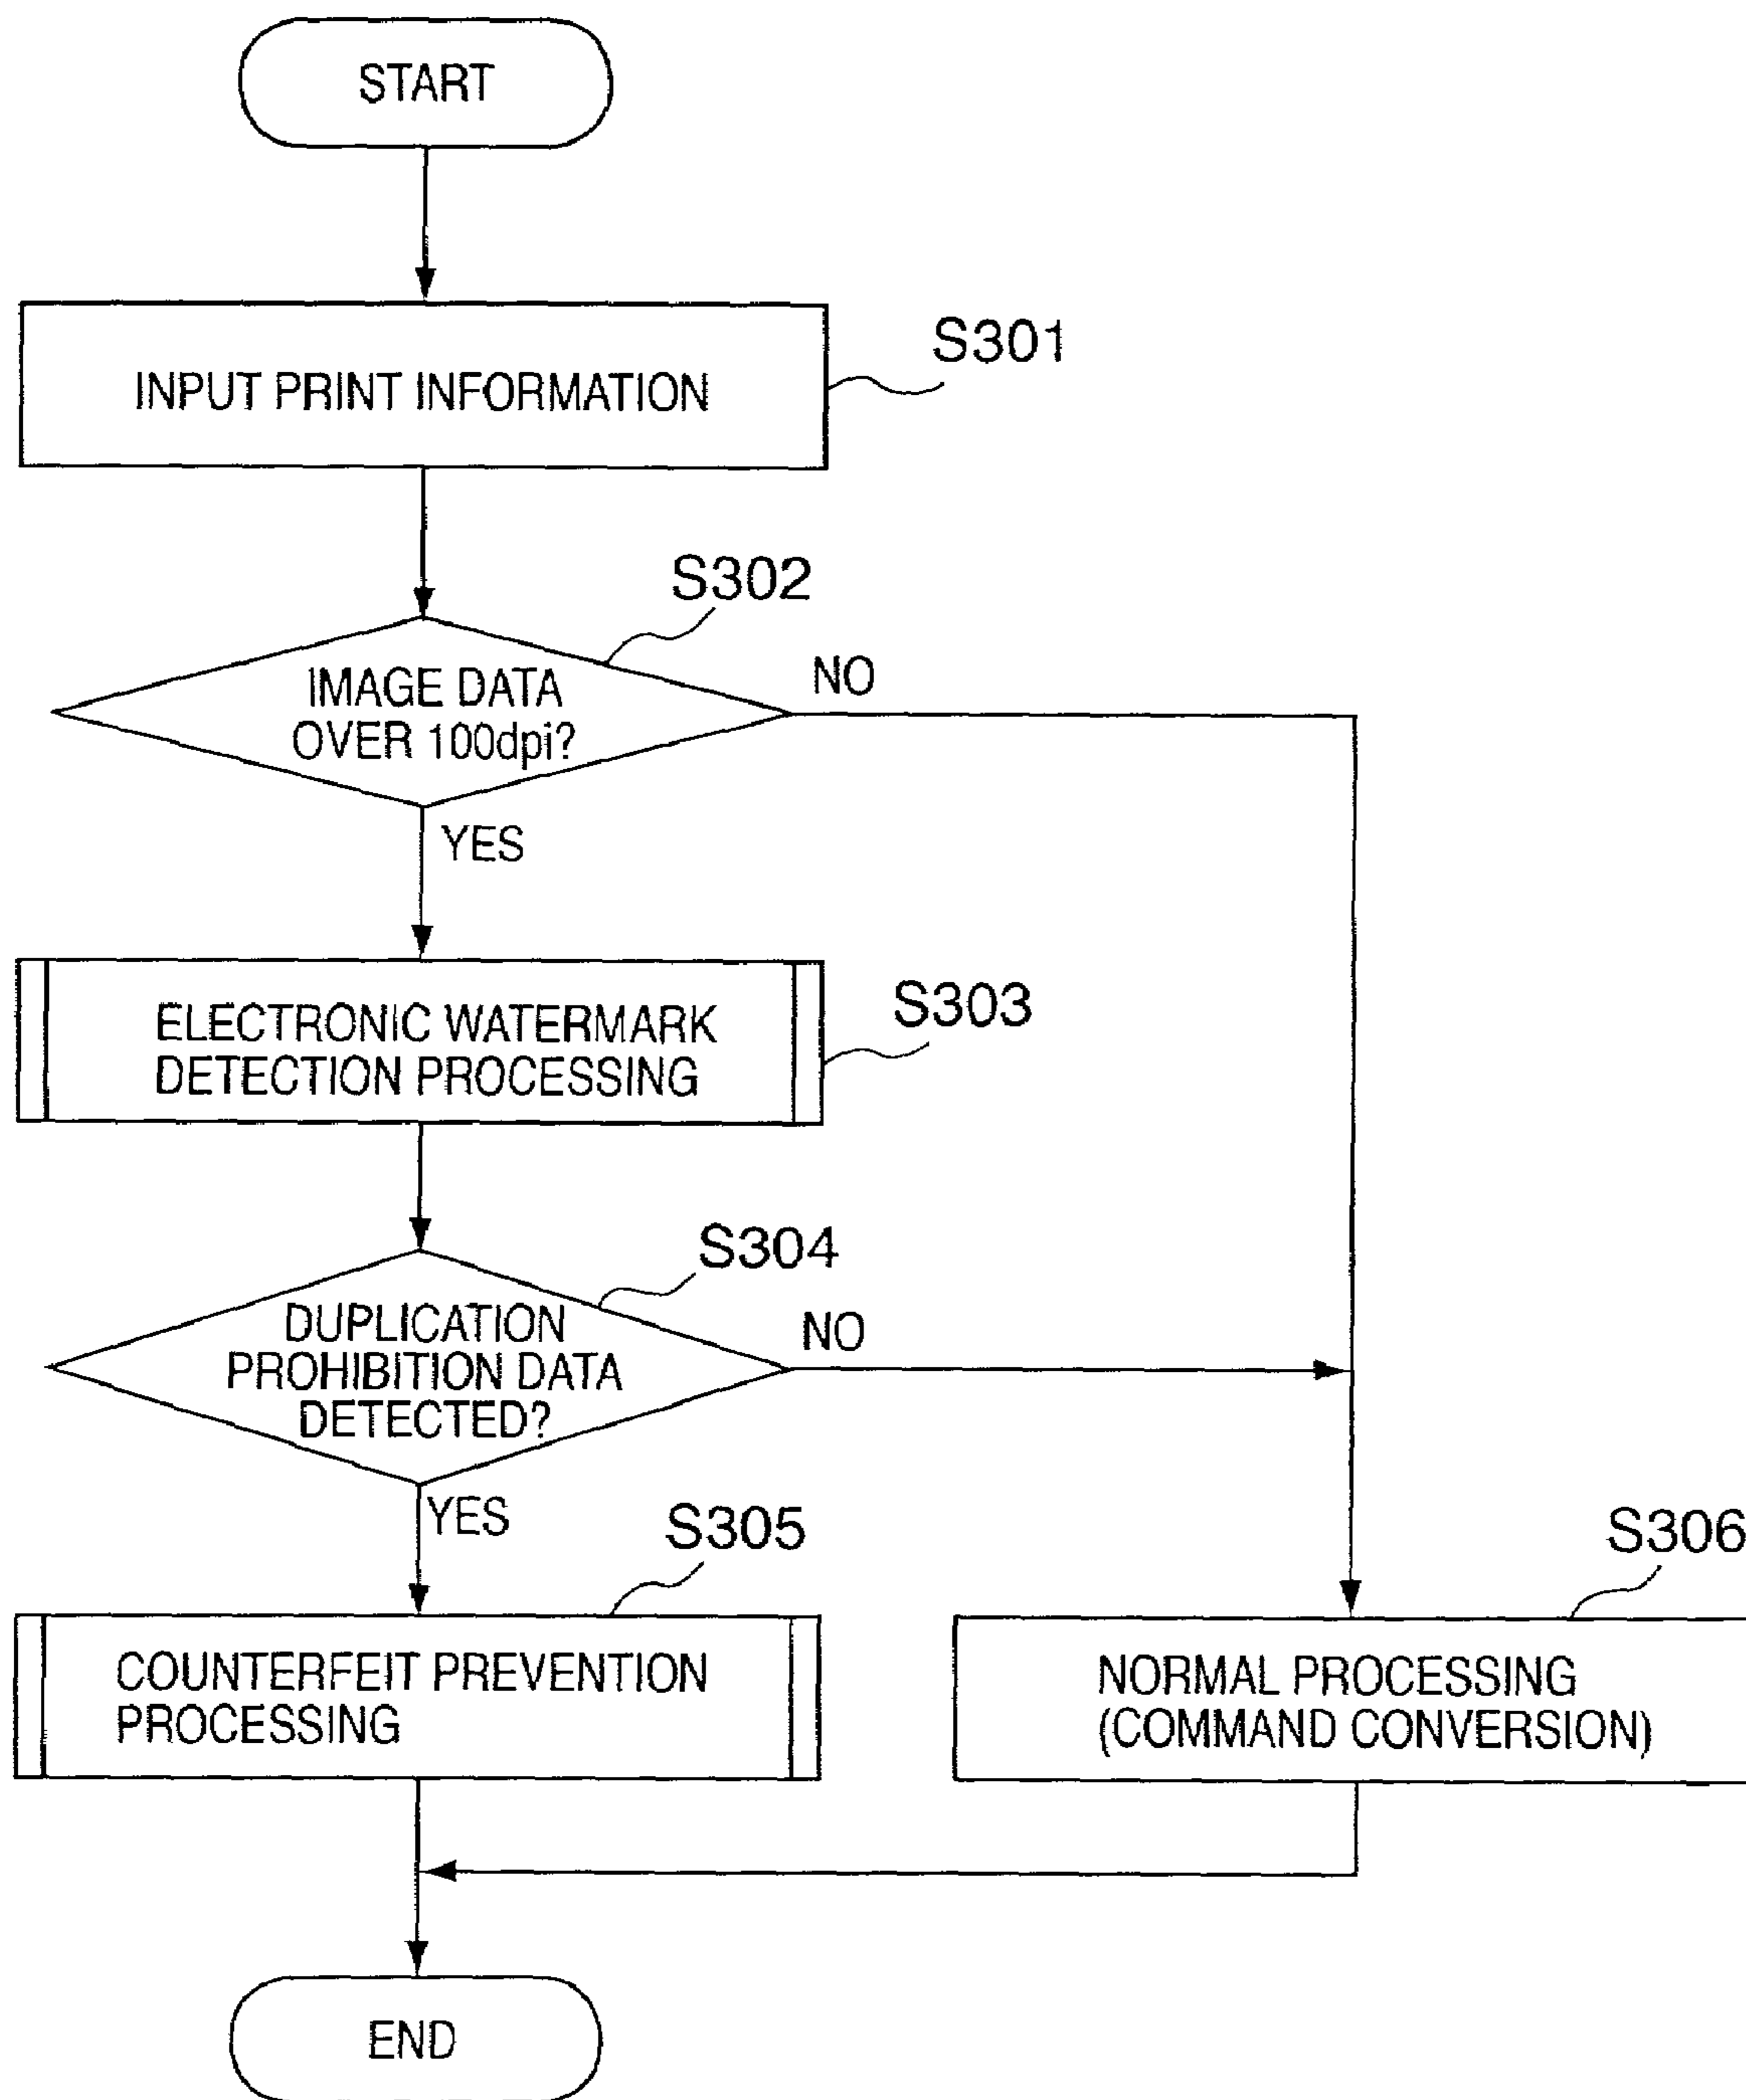 START
INPUT PRINT INFORMATION
S301
S302
IMAGE DATA
OVER 100dpi?
NO
YES
ELECTRONIC WATERMARK
DETECTION PROCESSING
S303
S304
DUPLICATION
PROHIBITION DATA
DETECTED?
NO
YES
S305
COUNTERFEIT PREVENTION
PROCESSING
S306
NORMAL PROCESSING
(COMMAND CONVERSION)
END